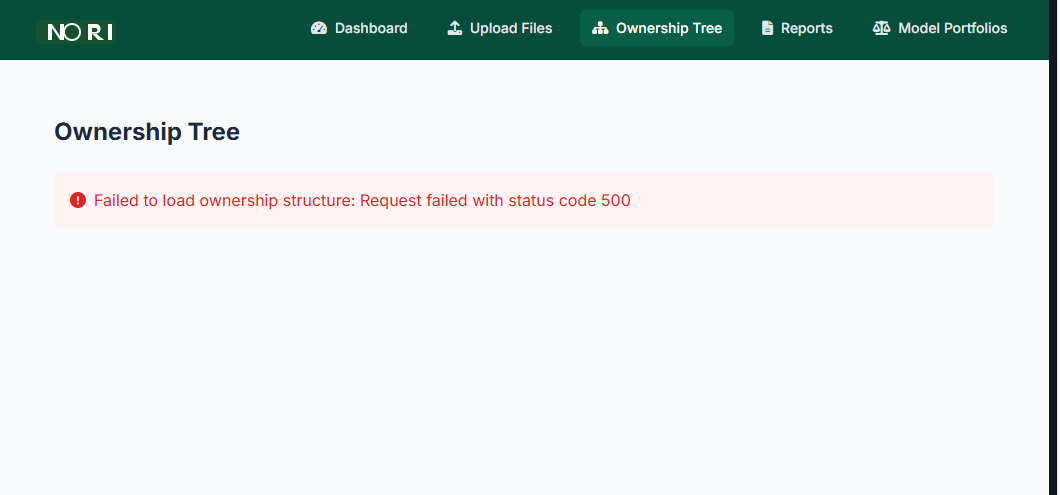 NORI
Dashboard
Upload Files
Ownership Tree
Reports
Model Portfolios
Ownership Tree
Failed to load ownership structure: Request failed with status code 500